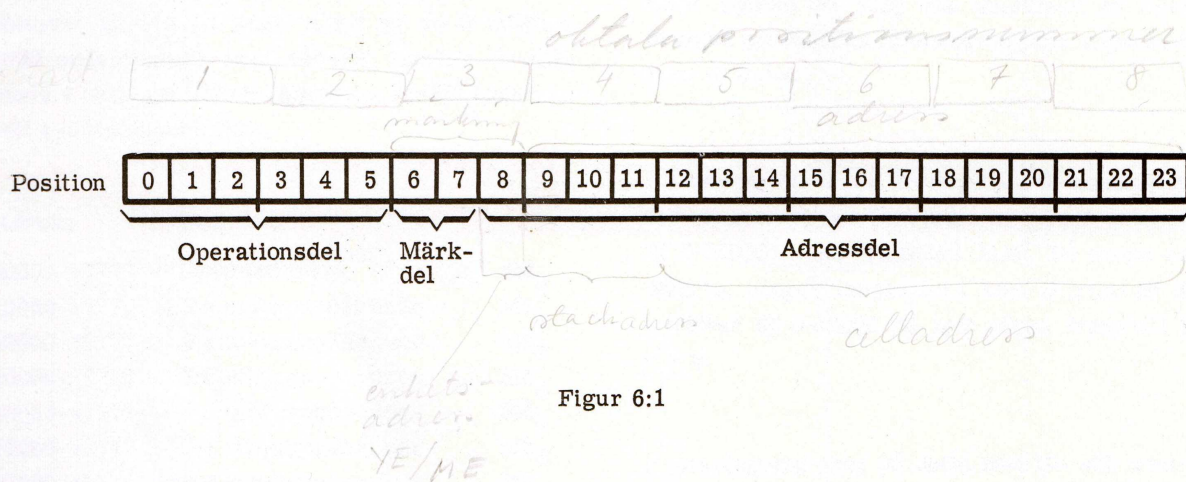 oktala positionsnummer
1 2 3 4 5 6 7 8
märkning adress
Position 0 1 2 3 4 5 6 7 8 9 10 11 12 13 14 15 16 17 18 19 20 21 22 23
Operationsdel Märk- Adressdel
del
stackadress celladress
enhets-
adress
YE/ME
Figur 6:1